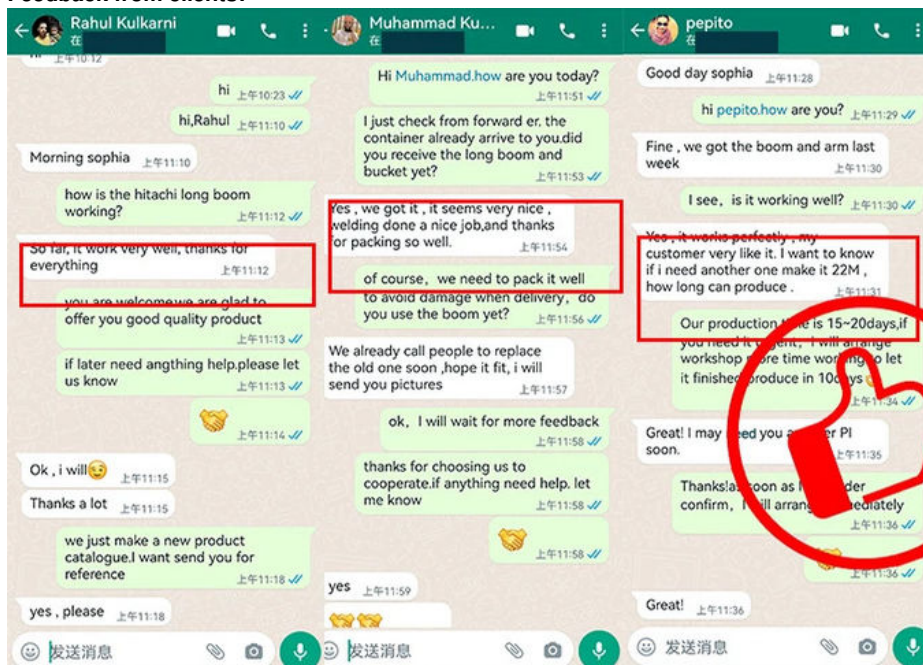 Feedback from clients:
Rahul Kulkarni
在
hi 上午10:12
hi 上午10:23
hi,Rahul 上午11:10
Morning sophia 上午11:10
how is the hitachi long boom
working? 上午11:12
So far, it work very well, thanks for
everything 上午11:12
you are welcome we are glad to
offer you good quality product
上午11:13
if later need angthing help.please let
us know 上午11:13
上午11:14
Ok , i will😉 上午11:15
Thanks a lot 上午11:15
we just make a new product
catalogue.I want send you for
reference 上午11:18
yes , please 上午11:18
发送消息
Muhammad Ku...
在
Hi Muhammad.how are you today?
上午11:51
I just check from forward er. the
container already arrive to you.did
you receive the long boom and
bucket yet? 上午11:53
Yes , we got it , it seems very nice ,
welding done a nice job,and thanks
for packing so well. 上午11:54
of course，we need to pack it well
to avoid damage when delivery，do
you use the boom yet? 上午11:56
We already call people to replace
the old one soon ,hope it fit, i will
send you pictures 上午11:57
ok，I will wait for more feedback
上午11:58
thanks for choosing us to
cooperate.if anything need help. let
me know 上午11:58
上午11:58
yes 上午11:59
发送消息
pepito
在
Good day sophia 上午11:28
hi pepito.how are you? 上午11:29
Fine , we got the boom and arm last
week 上午11:30
I see，is it working well? 上午11:30
Yes , it works perfectly , my
customer very like it. I want to know
if i need another one make it 22M ,
how long can produce . 上午11:31
Our production time is 15~20days,if
you need it urgent，I will arrange
workshop more time working so let
it finished produce in 10days
上午11:34
Great! I may need you another PI
soon. 上午11:35
Thanks!as soon as
confirm，I will arrange immediately
上午11:36
上午11:36
Great! 上午11:36
发送消息